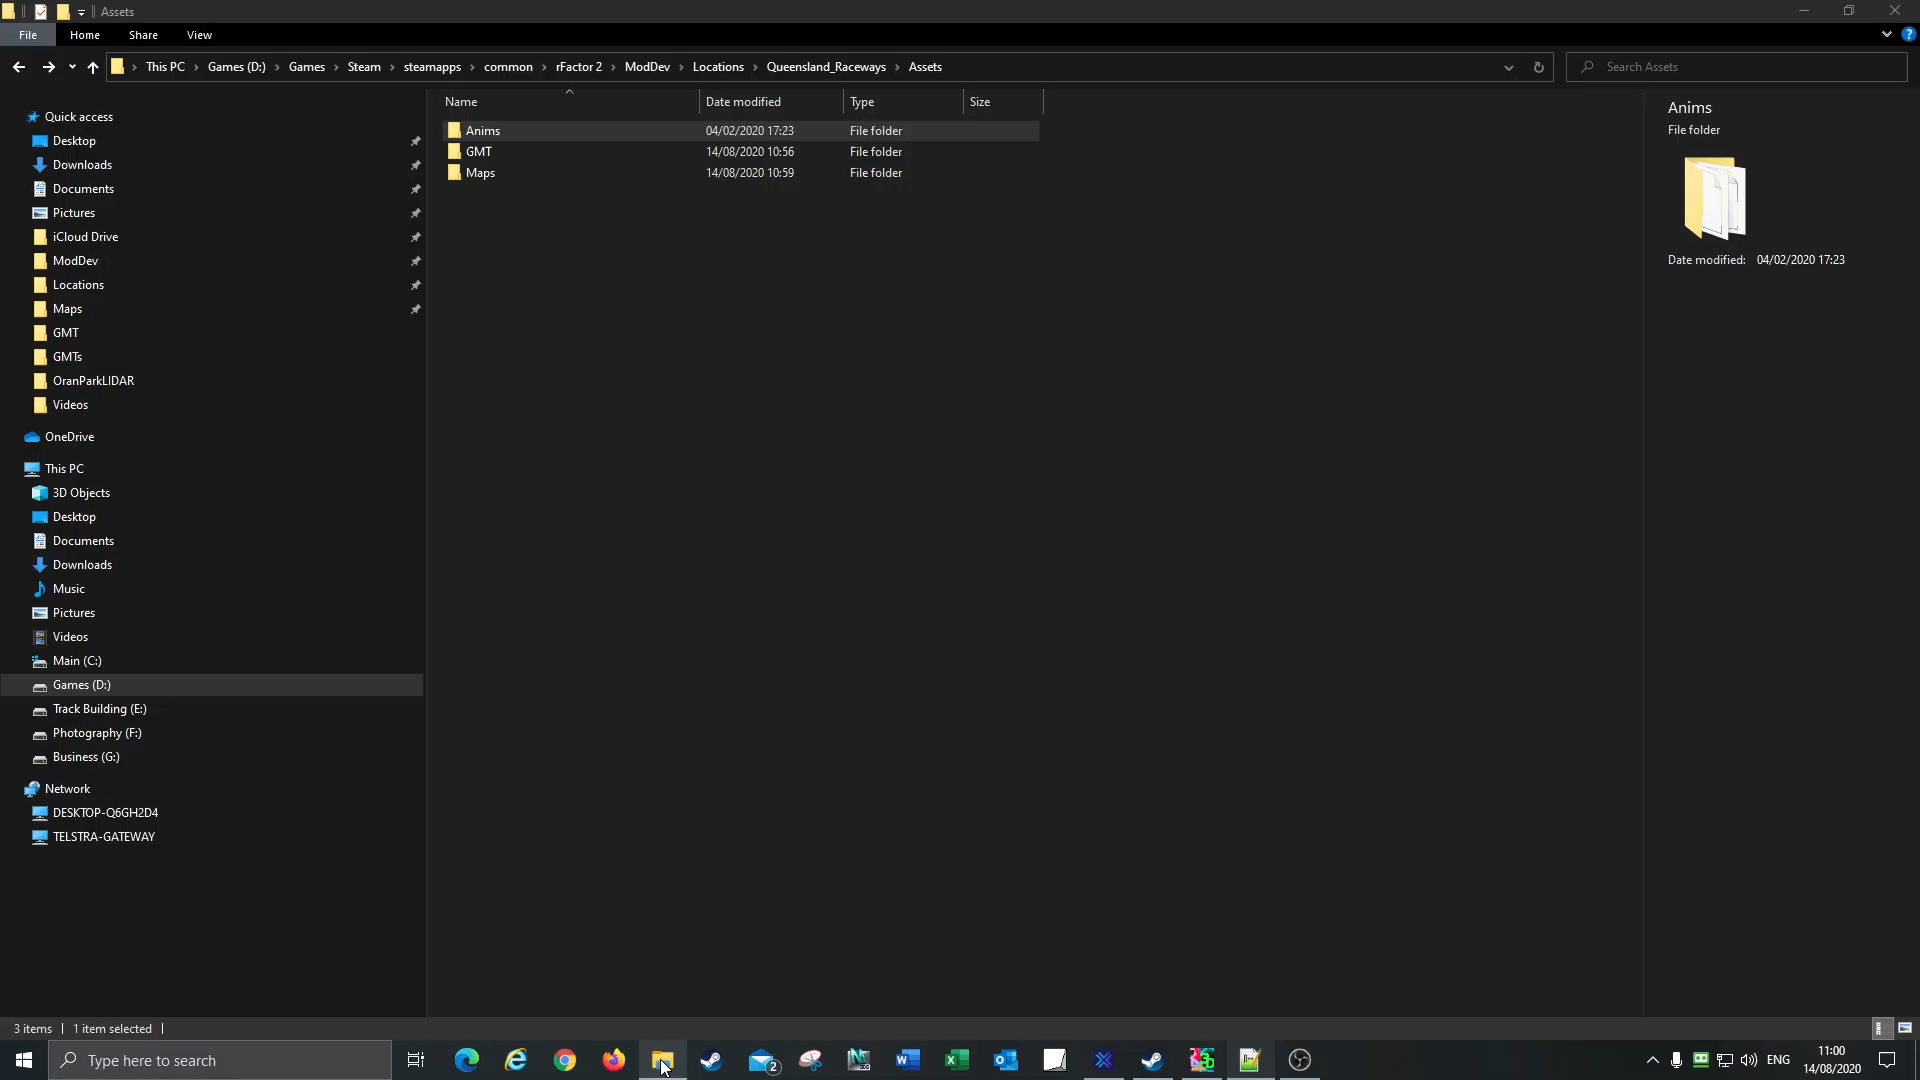 Assets
File Home Share View
This PC Games (D:) Games Steam steamapps common rFactor 2 ModDev Locations Queensland_Raceways Assets
Search Assets
Name Date modified Type Size
Anims 04/02/2020 17:23 File folder
GMT 14/08/2020 10:56 File folder
Maps 14/08/2020 10:59 File folder
Quick access
Desktop
Downloads
Documents
Pictures
iCloud Drive
ModDev
Locations
Maps
GMT
GMTs
OranParkLIDAR
Videos
OneDrive
This PC
3D Objects
Desktop
Documents
Downloads
Music
Pictures
Videos
Main (C:)
Games (D:)
Track Building (E:)
Photography (F:)
Business (G:)
Network
DESKTOP-Q6GH2D4
TELSTRA-GATEWAY
Anims
File folder
Date modified: 04/02/2020 17:23
3 items 1 item selected
Type here to search
2
ENG
11:00
14/08/2020